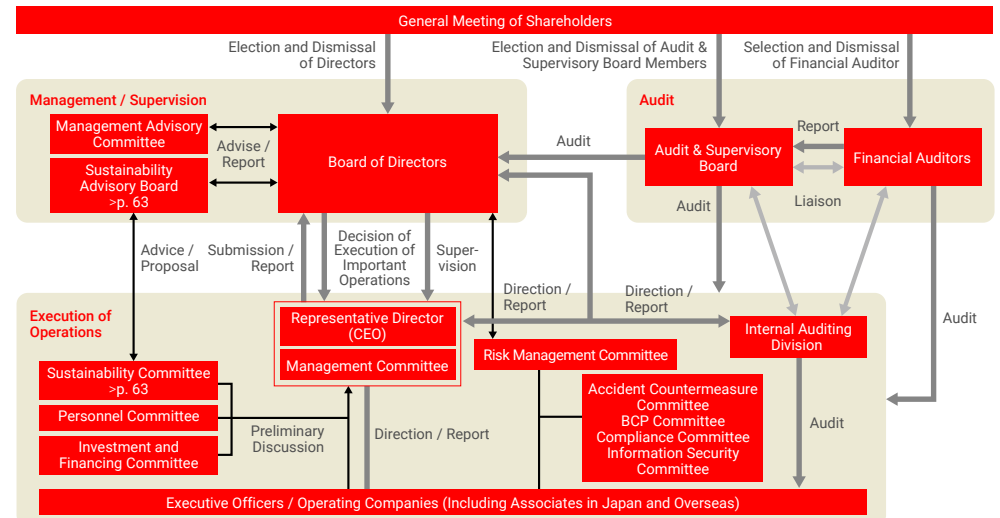 General Meeting of Shareholders
Election and Dismissal
of Directors
Election and Dismissal of Audit &
Supervisory Board Members
Selection and Dismissal
of Financial Auditor
Management / Supervision
Audit
Management Advisory
Committee
Sustainability
Advisory Board
>p. 63
Advise /
Report
Board of Directors
Audit
Audit & Supervisory
Board
Report
Financial Auditors
Liaison
Audit
Advice /
Proposal
Submission /
Report
Decision of
Execution of
Important
Operations
Super-
vision
Direction /
Report
Direction /
Report
Audit
Execution of
Operations
Representative Director
(CEO)
Management Committee
Risk Management Committee
Internal Auditing
Division
Sustainability Committee
>p. 63
Personnel Committee
Investment and
Financing Committee
Preliminary
Discussion
Direction / Report
Accident Countermeasure
Committee
BCP Committee
Compliance Committee
Information Security
Committee
Audit
Executive Officers / Operating Companies (Including Associates in Japan and Overseas)